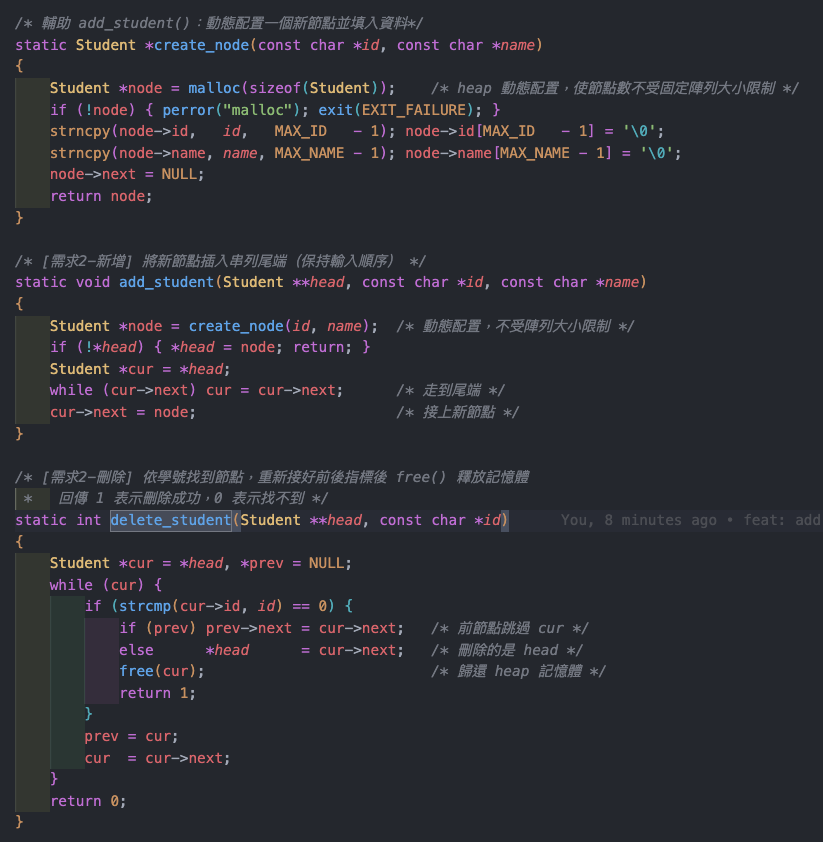 /* 輔助 add_student()：動態配置一個新節點並填入資料*/
static Student *create_node(const char *id, const char *name)
{
    Student *node = malloc(sizeof(Student));    /* heap 動態配置，使節點數不受固定陣列大小限制 */
    if (!node) { perror("malloc"); exit(EXIT_FAILURE); }
    strncpy(node->id,   id,   MAX_ID   - 1); node->id[MAX_ID   - 1] = '\0';
    strncpy(node->name, name, MAX_NAME - 1); node->name[MAX_NAME - 1] = '\0';
    node->next = NULL;
    return node;
}
/* [需求2-新增] 將新節點插入串列尾端（保持輸入順序） */
static void add_student(Student **head, const char *id, const char *name)
{
    Student *node = create_node(id, name);  /* 動態配置，不受陣列大小限制 */
    if (!*head) { *head = node; return; }
    Student *cur = *head;
    while (cur->next) cur = cur->next;      /* 走到尾端 */
    cur->next = node;                       /* 接上新節點 */
}
/* [需求2-刪除] 依學號找到節點，重新接好前後指標後 free() 釋放記憶體
 *   回傳 1 表示刪除成功，0 表示找不到 */
static int delete_student(Student **head, const char *id)      You, 8 minutes ago • feat: add
{
    Student *cur = *head, *prev = NULL;
    while (cur) {
        if (strcmp(cur->id, id) == 0) {
            if (prev) prev->next = cur->next;   /* 前節點跳過 cur */
            else      *head      = cur->next;   /* 刪除的是 head */
            free(cur);                          /* 歸還 heap 記憶體 */
            return 1;
        }
        prev = cur;
        cur  = cur->next;
    }
    return 0;
}